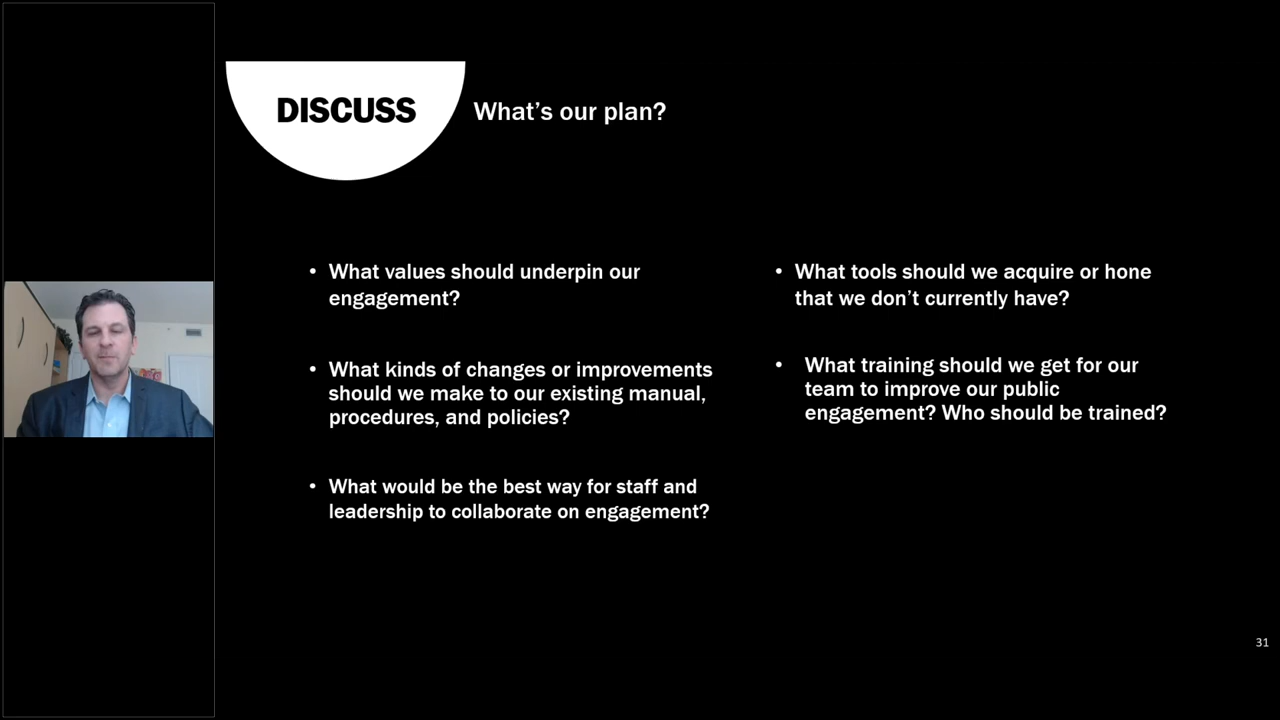 DISCUSS
What’s our plan?
What values should underpin our
engagement?
What kinds of changes or improvements
should we make to our existing manual,
procedures, and policies?
What would be the best way for staff and
leadership to collaborate on engagement?
What tools should we acquire or hone
that we don’t currently have?
What training should we get for our
team to improve our public
engagement? Who should be trained?
31